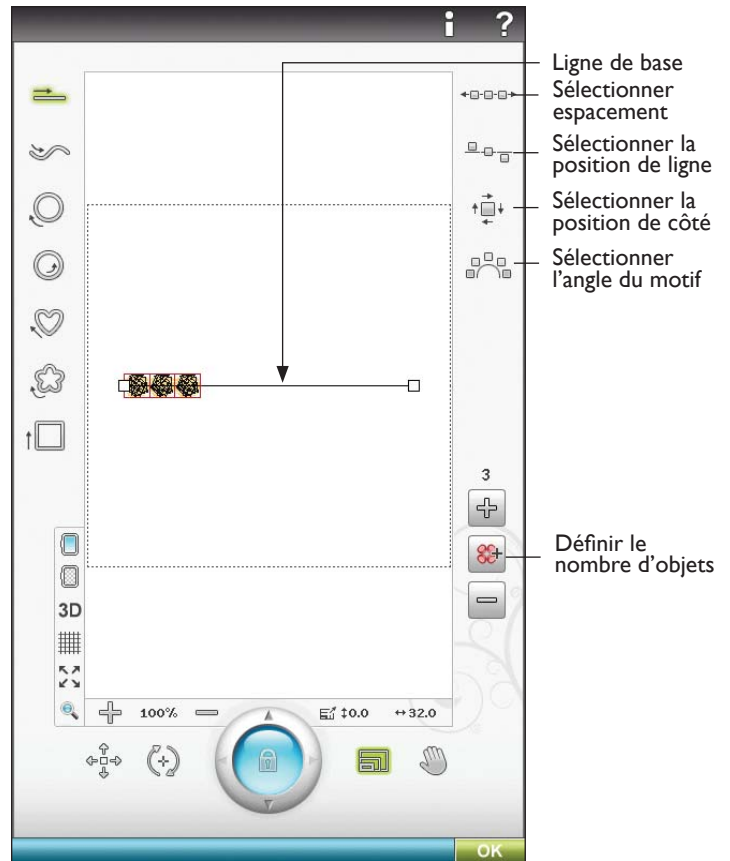 i ?
Ligne de base
Sélectionner
espacement
Sélectionner la
position de ligne
Sélectionner la
position de côté
Sélectionner
l’angle du motif
3
Définir le
nombre d’objets
3D
100% ↕0.0 ↔32.0
OK